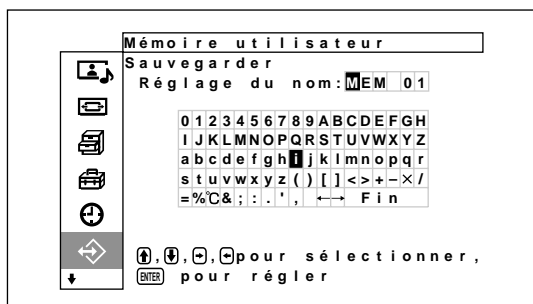 Mémoire utilisateur
Sauvegarder
Réglage du nom:MEM 01
0123456789ABCDEFGH
IJKLMNOPQRSTUVWXYZ
abcdefghijklmnopqr
stuvwxyz()[]<>+−×/
=%℃&;:.', ←→ Fin
↑,↓,→,←pour sélectionner,
ENTER pour régler